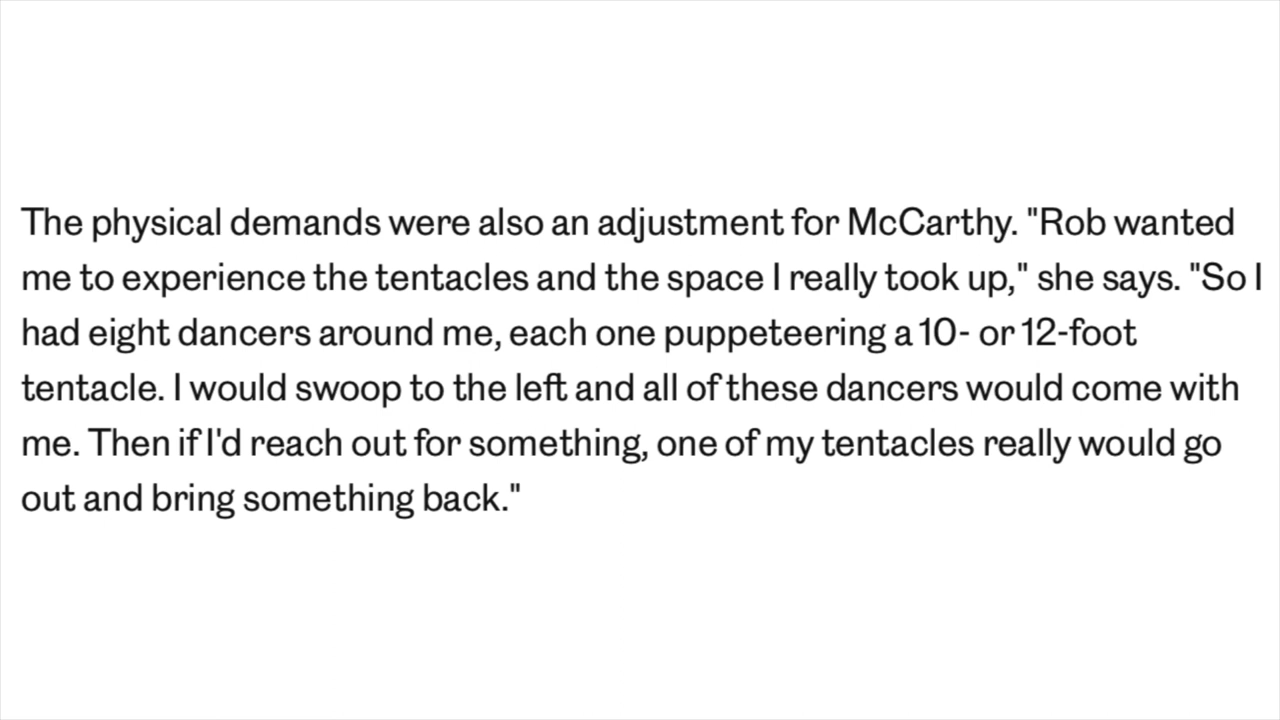 The physical demands were also an adjustment for McCarthy. "Rob wanted
me to experience the tentacles and the space I really took up," she says. "So I
had eight dancers around me, each one puppeteering a 10- or 12-foot
tentacle. I would swoop to the left and all of these dancers would come with
me. Then if I'd reach out for something, one of my tentacles really would go
out and bring something back."